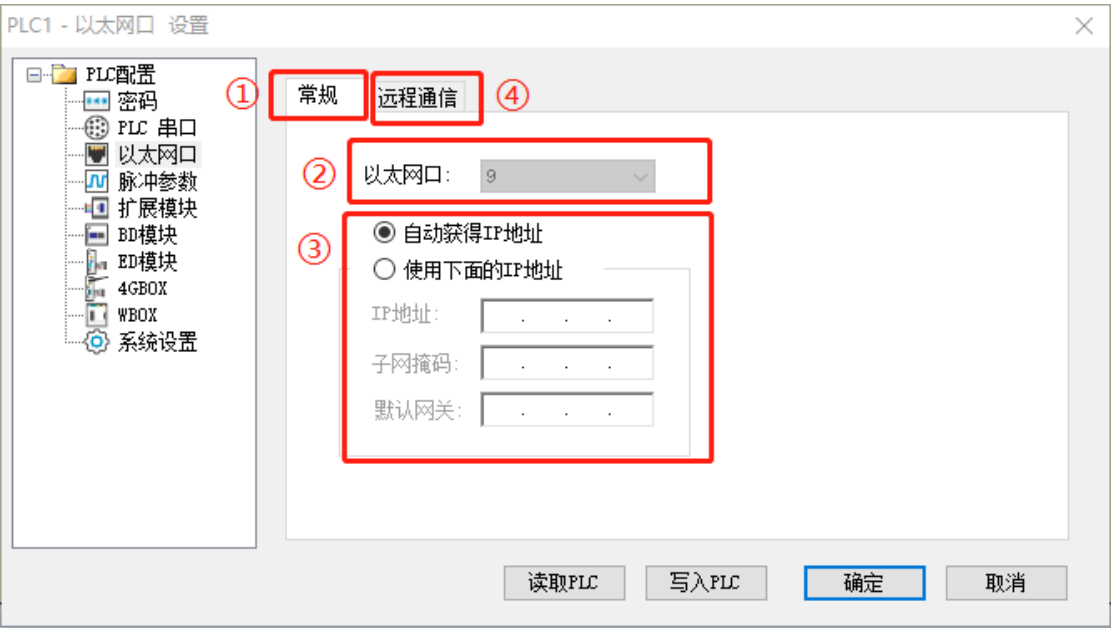 PLC1 - 以太网口 设置
PLC配置
密码
PLC 串口
以太网口
脉冲参数
扩展模块
BD模块
ED模块
4GBOX
WBOX
系统设置
① 常规 远程通信 ④
② 以太网口: 9
③ 自动获得IP地址
使用下面的IP地址
IP地址: . . .
子网掩码: . . .
默认网关: . . .
读取PLC 写入PLC 确定 取消